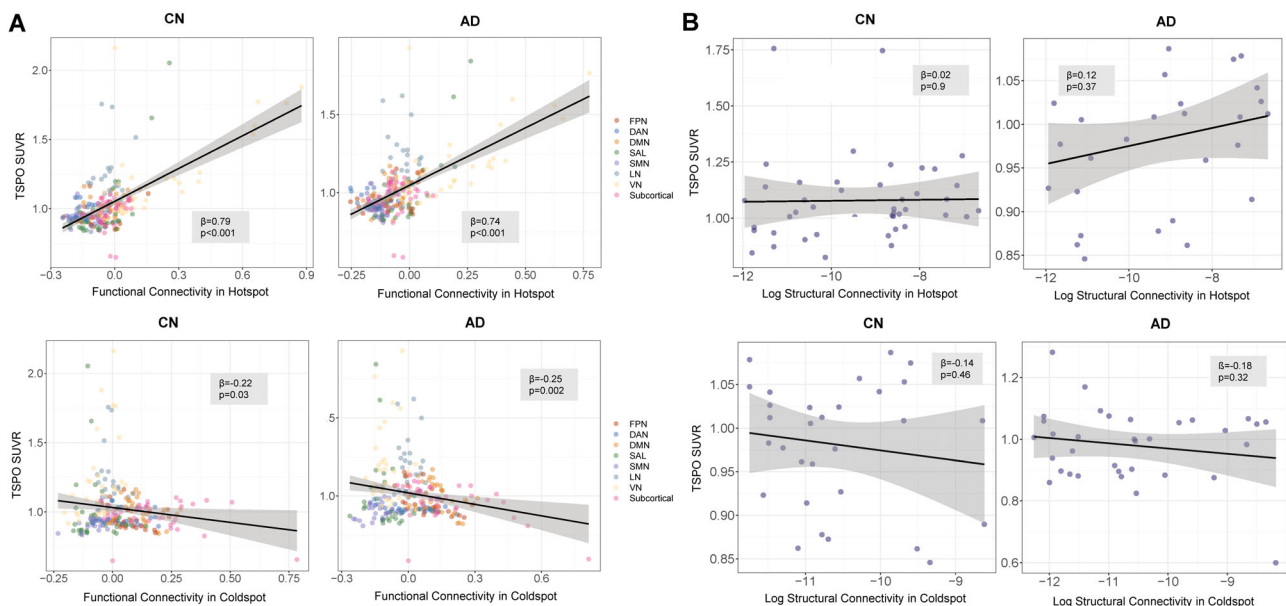 A
CN
AD
TSPO SUVR
2.0
1.5
1.0
−0.3
0.0
0.3
0.6
0.9
β=0.79
p<0.001
Functional Connectivity in Hotspot
1.5
1.0
−0.25
0.00
0.25
0.50
0.75
β=0.74
p<0.001
Functional Connectivity in Hotspot
FPN
DAN
DMN
SAL
SMN
LN
VN
Subcortical
CN
AD
TSPO SUVR
2.0
1.5
1.0
−0.25
0.00
0.25
0.50
0.75
β=-0.22
p=0.03
Functional Connectivity in Coldspot
.5
1.0
−0.3
0.0
0.4
0.6
0.8
β=-0.25
p=0.002
Functional Connectivity in Coldspot
FPN
DAN
DMN
SAL
SMN
LN
VN
Subcortical
B
CN
AD
TSPO SUVR
1.75
1.50
1.25
1.00
−12
−10
−8
β=0.02
p=0.9
Log Structural Connectivity in Hotspot
1.05
1.00
0.95
0.90
0.85
−12
−10
−8
β=0.12
p=0.37
Log Structural Connectivity in Hotspot
CN
AD
TSPO SUVR
1.05
1.00
0.95
0.90
0.85
−11
−10
−9
β=-0.14
p=0.46
Log Structural Connectivity in Coldspot
1.2
1.0
0.8
0.6
−12
−11
−10
−9
ß=-0.18
p=0.32
Log Structural Connectivity in Coldspot